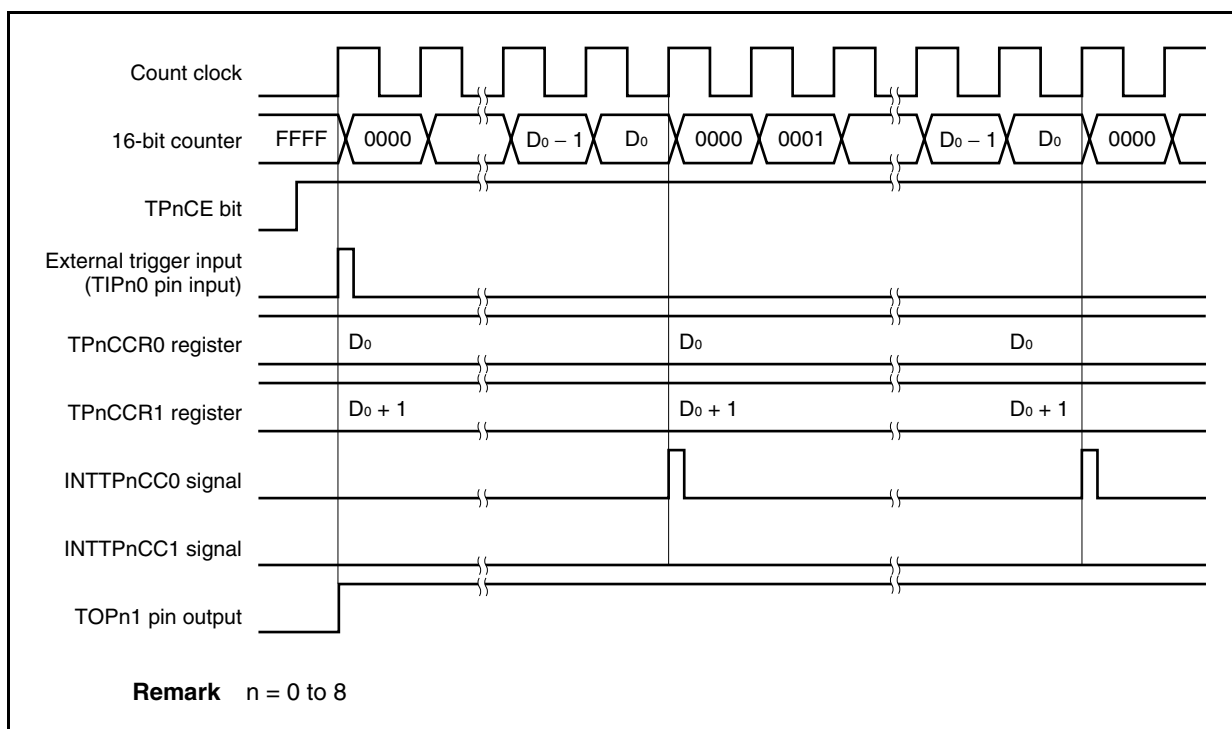 Count clock
16-bit counter FFFF 0000 D₀ − 1 D₀ 0000 0001 D₀ − 1 D₀ 0000
TPnCE bit
External trigger input
(TIPn0 pin input)
TPnCCR0 register D₀ D₀ D₀
TPnCCR1 register D₀ + 1 D₀ + 1 D₀ + 1
INTTPnCC0 signal
INTTPnCC1 signal
TOPn1 pin output
Remark n = 0 to 8